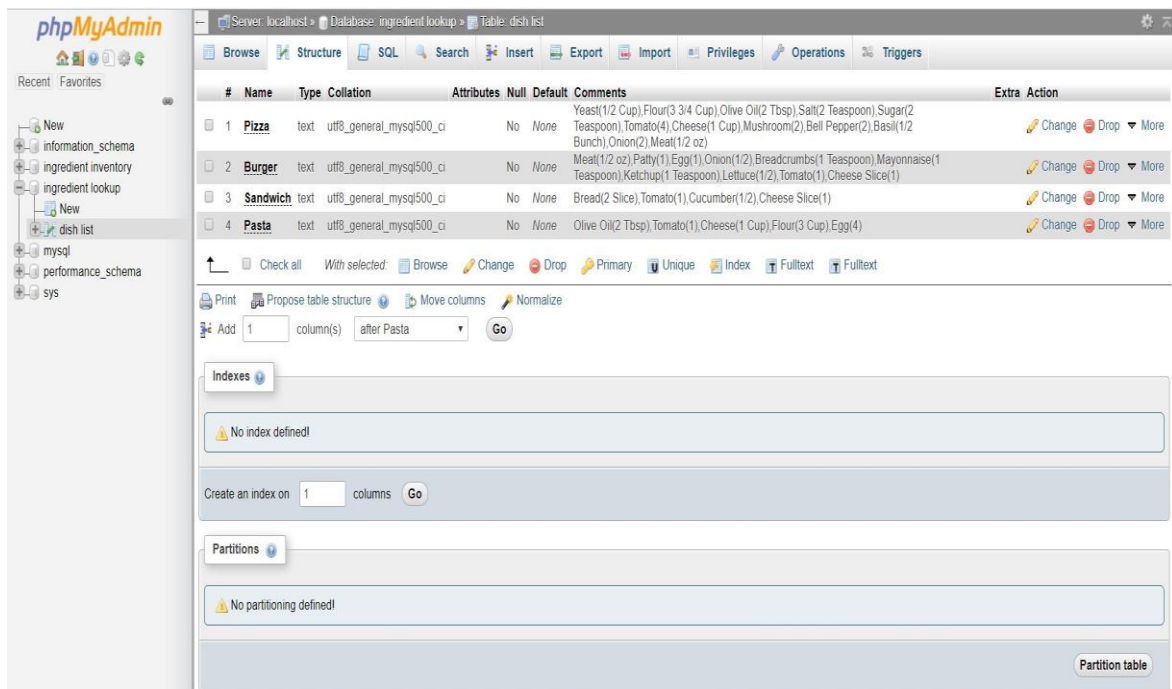 phpMyAdmin
Recent Favorites
New
information_schema
ingredient inventory
ingredient lookup
New
dish list
mysql
performance_schema
sys
Server: localhost » Database: ingredient lookup » Table: dish list
Browse Structure SQL Search Insert Export Import Privileges Operations Triggers
# Name Type Collation Attributes Null Default Comments Extra Action
1 Pizza text utf8_general_mysql500_ci No None Yeast(1/2 Cup),Flour(3 3/4 Cup),Olive Oil(2 Tbsp),Salt(2 Teaspoon),Sugar(2
Teaspoon),Tomato(4),Cheese(1 Cup),Mushroom(2),Bell Pepper(2),Basil(1/2
Bunch),Onion(2),Meat(1/2 oz) Change Drop More
2 Burger text utf8_general_mysql500_ci No None Meat(1/2 oz),Patty(1),Egg(1),Onion(1/2),Breadcrumbs(1 Teaspoon),Mayonnaise(1
Teaspoon),Ketchup(1 Teaspoon),Lettuce(1/2),Tomato(1),Cheese Slice(1) Change Drop More
3 Sandwich text utf8_general_mysql500_ci No None Bread(2 Slice),Tomato(1),Cucumber(1/2),Cheese Slice(1) Change Drop More
4 Pasta text utf8_general_mysql500_ci No None Olive Oil(2 Tbsp),Tomato(1),Cheese(1 Cup),Flour(3 Cup),Egg(4) Change Drop More
Check all With selected: Browse Change Drop Primary Unique Index Fulltext Fulltext
Print Propose table structure Move columns Normalize
Add 1 column(s) after Pasta Go
Indexes
No index defined!
Create an index on 1 columns Go
Partitions
No partitioning defined!
Partition table